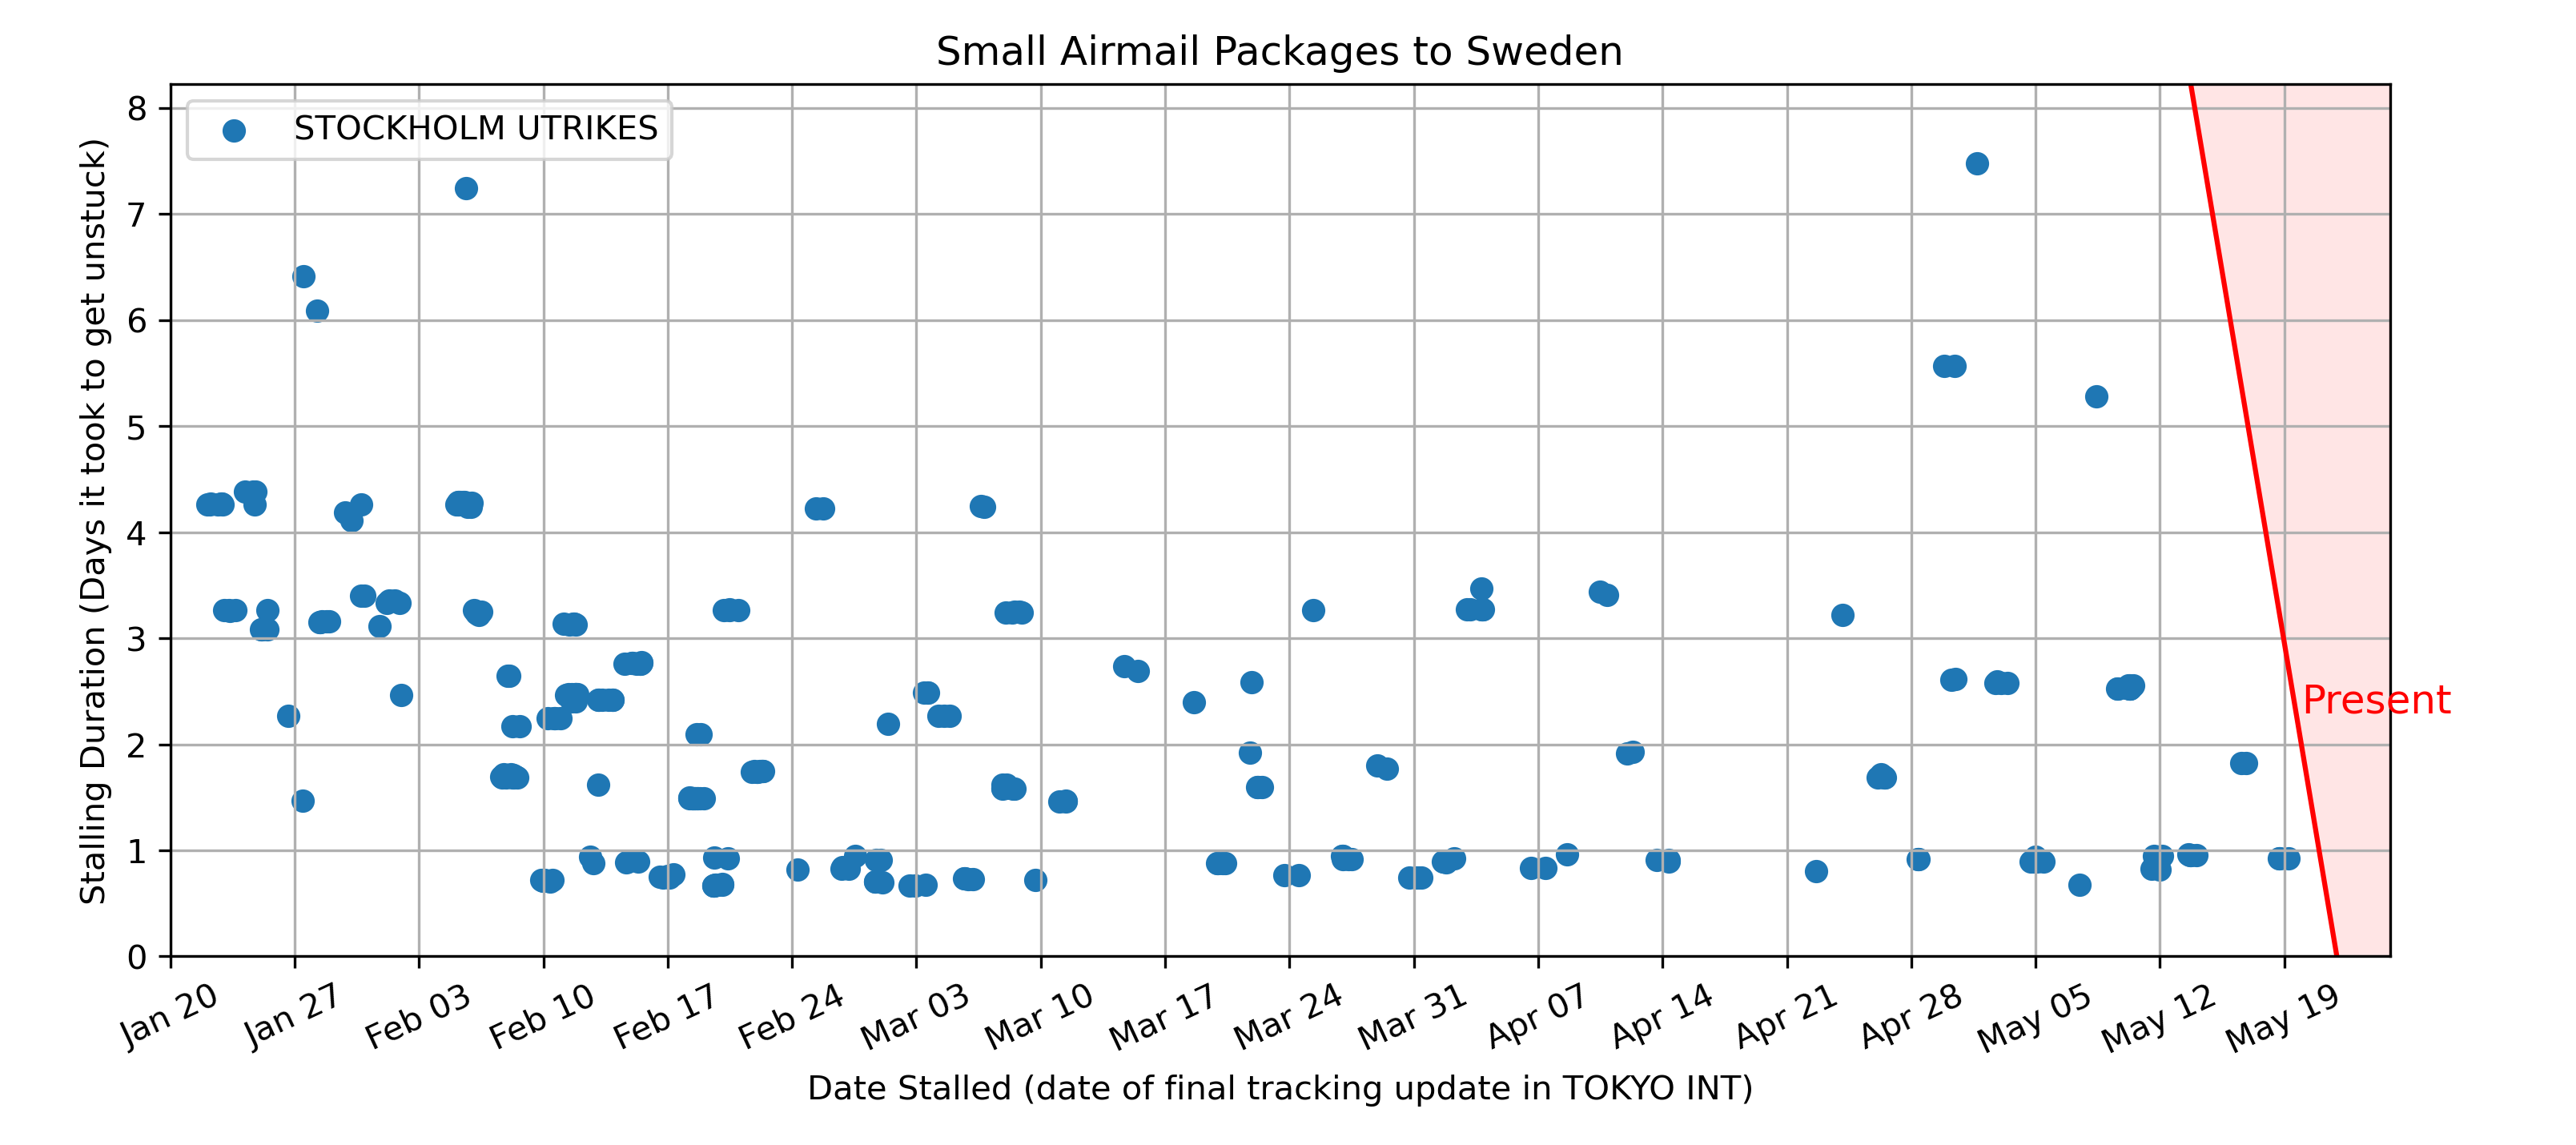 Small Airmail Packages to Sweden
STOCKHOLM UTRIKES
Stalling Duration (Days it took to get unstuck)
8
7
6
5
4
3
2
1
0
Present
Jan 20 Jan 27 Feb 03 Feb 10 Feb 17 Feb 24 Mar 03 Mar 10 Mar 17 Mar 24 Mar 31 Apr 07 Apr 14 Apr 21 Apr 28 May 05 May 12 May 19
Date Stalled (date of final tracking update in TOKYO INT)